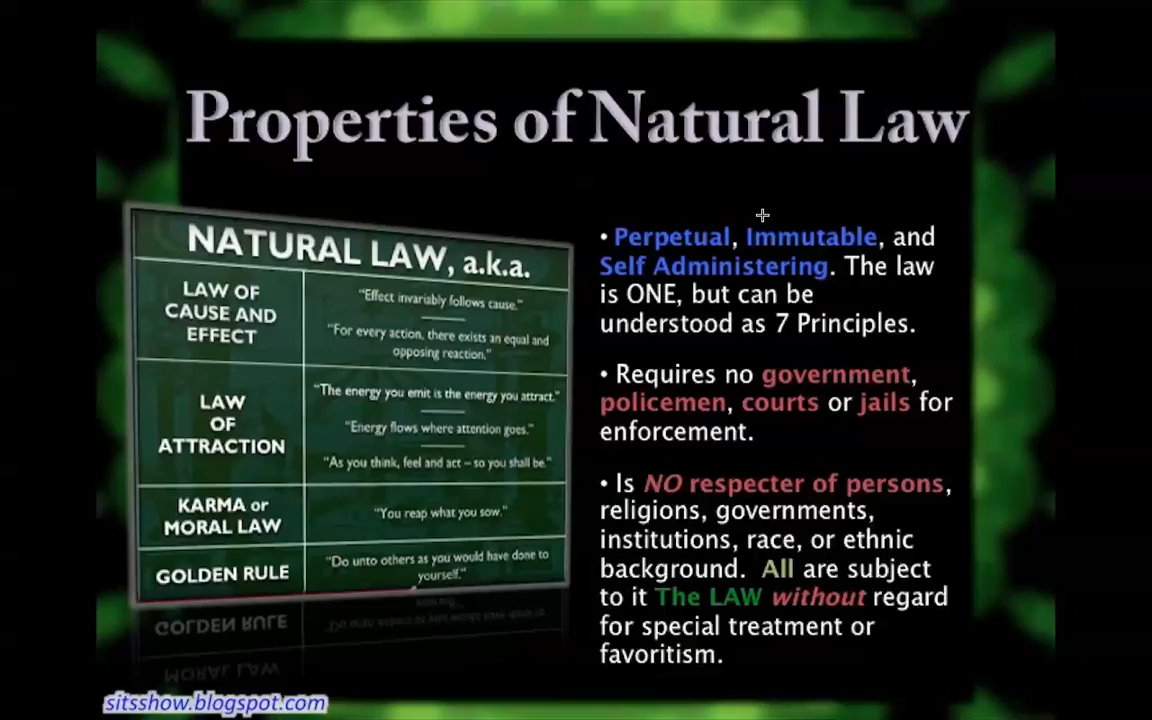 Properties of Natural Law
NATURAL LAW, a.k.a.
LAW OF
CAUSE AND
EFFECT
"Effect invariably follows cause."
"For every action, there exists an equal and
opposing reaction."
LAW
OF
ATTRACTION
"The energy you emit is the energy you attract."
"Energy flows where attention goes."
"As you think, feel and act – so you shall be."
KARMA or
MORAL LAW
"You reap what you sow."
GOLDEN RULE
"Do unto others as you would have done to
yourself."
• Perpetual, Immutable, and
Self Administering. The law
is ONE, but can be
understood as 7 Principles.
• Requires no government,
policemen, courts or jails for
enforcement.
• Is NO respecter of persons,
religions, governments,
institutions, race, or ethnic
background. All are subject
to it The LAW without regard
for special treatment or
favoritism.
sitsshow.blogspot.com